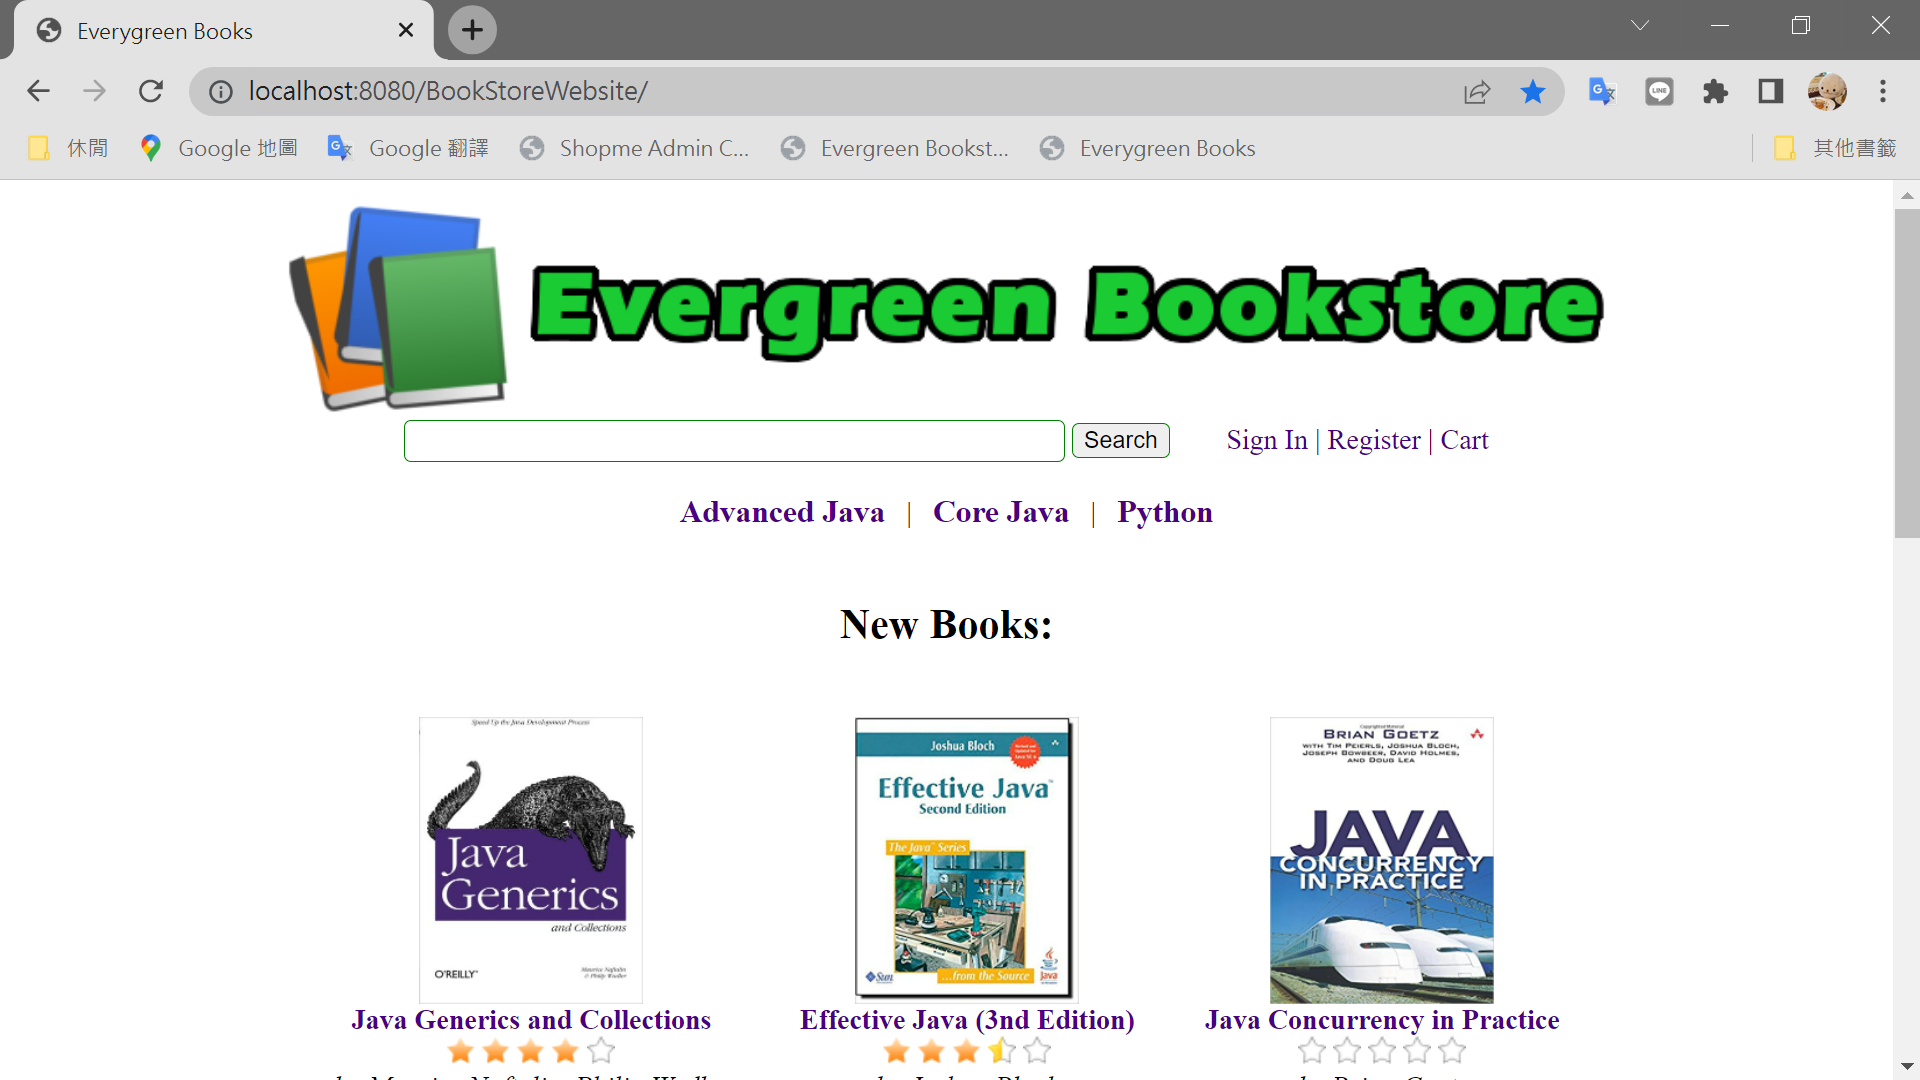 Everygreen Books
localhost:8080/BookStoreWebsite/
休閒
Google 地圖
Google 翻譯
Shopme Admin C...
Evergreen Bookst...
Everygreen Books
其他書籤
Evergreen Bookstore
Search
Sign In | Register | Cart
Advanced Java | Core Java | Python
New Books:
Speed Up the Java Development Process
Java
Generics
and Collections
O'REILLY
Maurice Naftalin
& Philip Wadler
Joshua Bloch
Effective Java™
Second Edition
The Java™ Series
...from the Source
Sun
Java
BRIAN GOETZ
WITH TIM PEIERLS, JOSHUA BLOCH,
JOSEPH BOWBEER, DAVID HOLMES,
AND DOUG LEA
JAVA
CONCURRENCY
IN PRACTICE
Java Generics and Collections
Effective Java (3nd Edition)
Java Concurrency in Practice